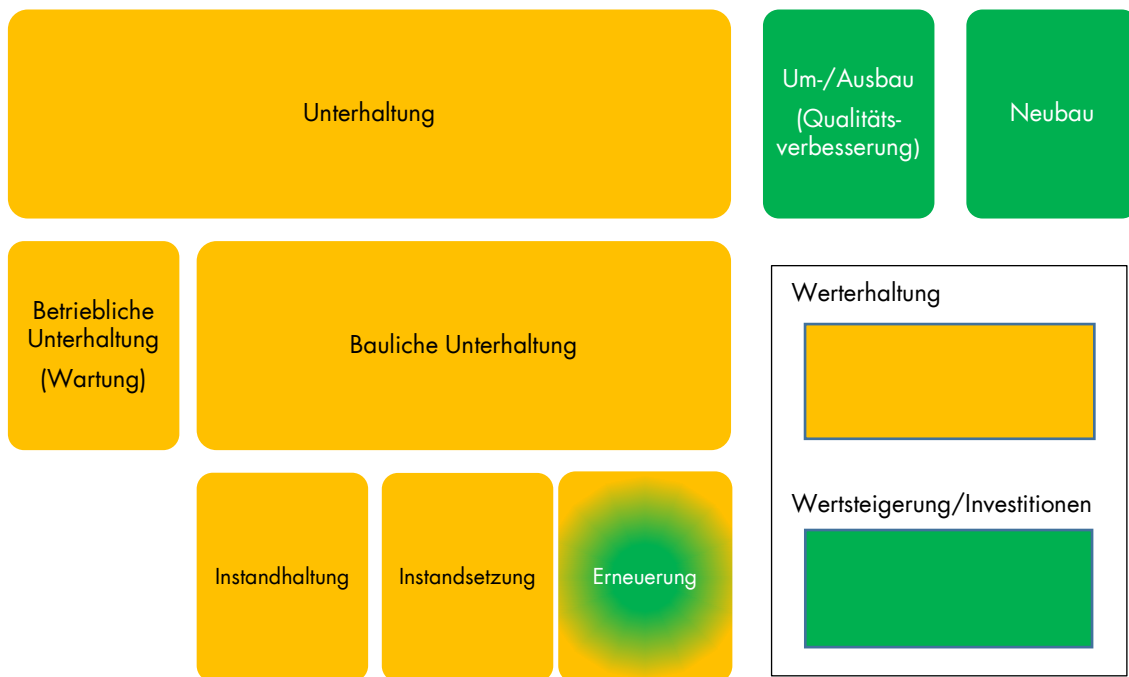 Unterhaltung
Um-/Ausbau
(Qualitäts-
verbesserung)
Neubau
Betriebliche
Unterhaltung
(Wartung)
Bauliche Unterhaltung
Werterhaltung
Wertsteigerung/Investitionen
Instandhaltung
Instandsetzung
Erneuerung